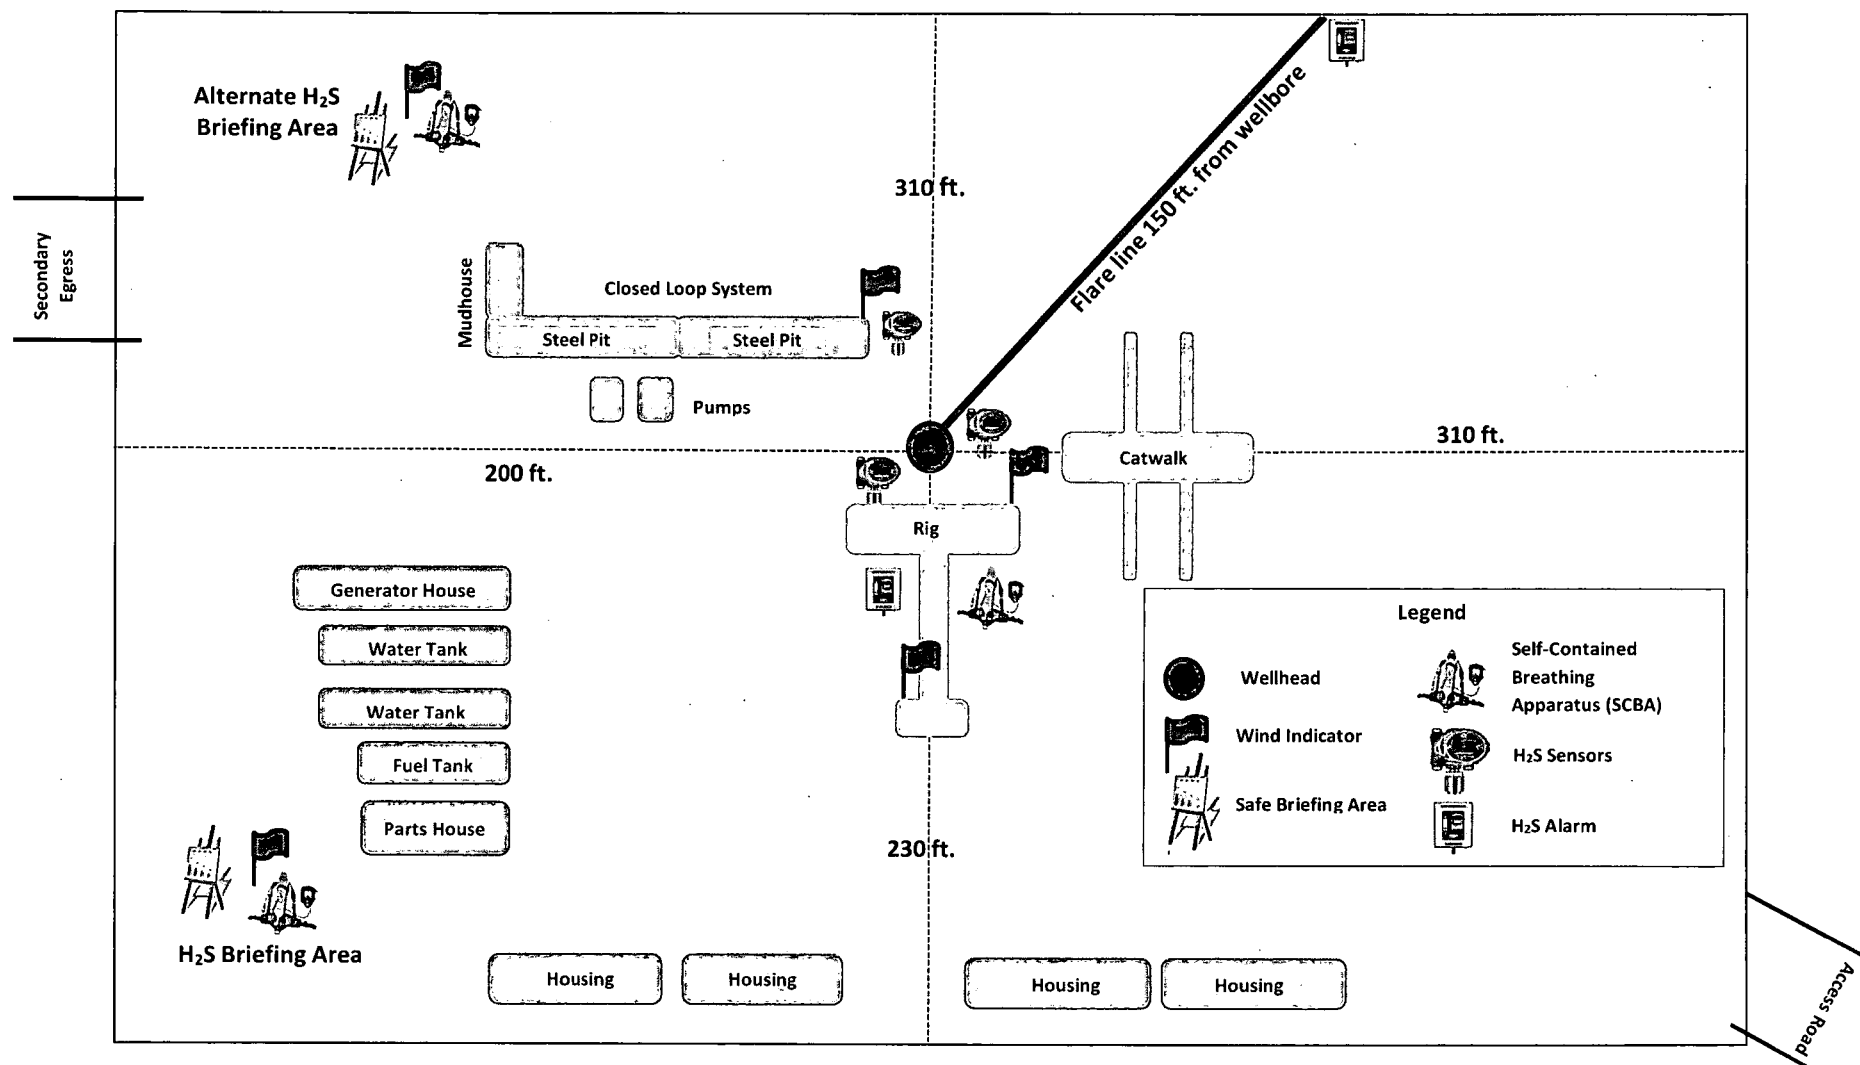 Alternate H₂S
Briefing Area
310 ft.
Flare line 150 ft. from wellbore
Secondary
Egress
Mudhouse
Closed Loop System
Steel Pit
Steel Pit
Pumps
200 ft.
310 ft.
Catwalk
Rig
Generator House
Water Tank
Water Tank
Fuel Tank
Parts House
H₂S Briefing Area
230 ft.
Housing
Housing
Housing
Housing
Legend
Wellhead
Wind Indicator
Safe Briefing Area
Self-Contained
Breathing
Apparatus (SCBA)
H₂S Sensors
H₂S Alarm
Access Road